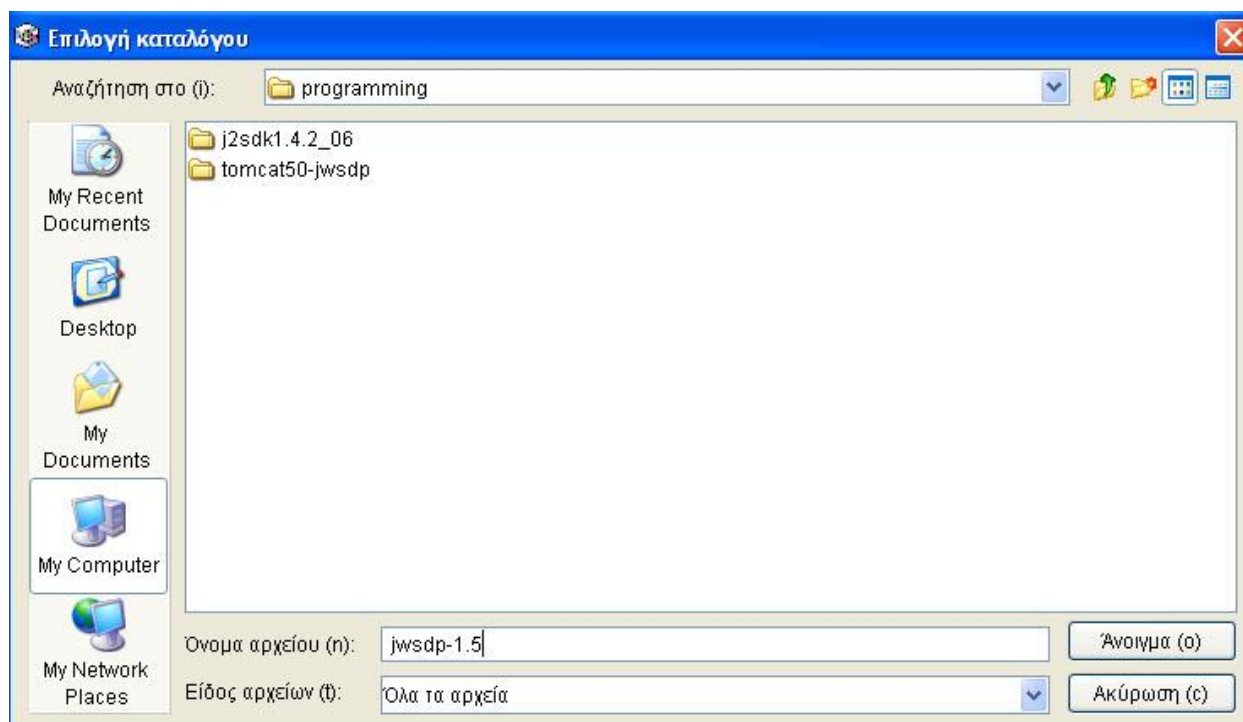 Επιλογή καταλόγου
Αναζήτηση στο (i): programming
j2sdk1.4.2_06
tomcat50-jwsdp
My Recent
Documents
Desktop
My
Documents
My Computer
My Network
Places
Όνομα αρχείου (n): jwsdp-1.5 Άνοιγμα (o)
Είδος αρχείων (t): Όλα τα αρχεία Ακύρωση (c)